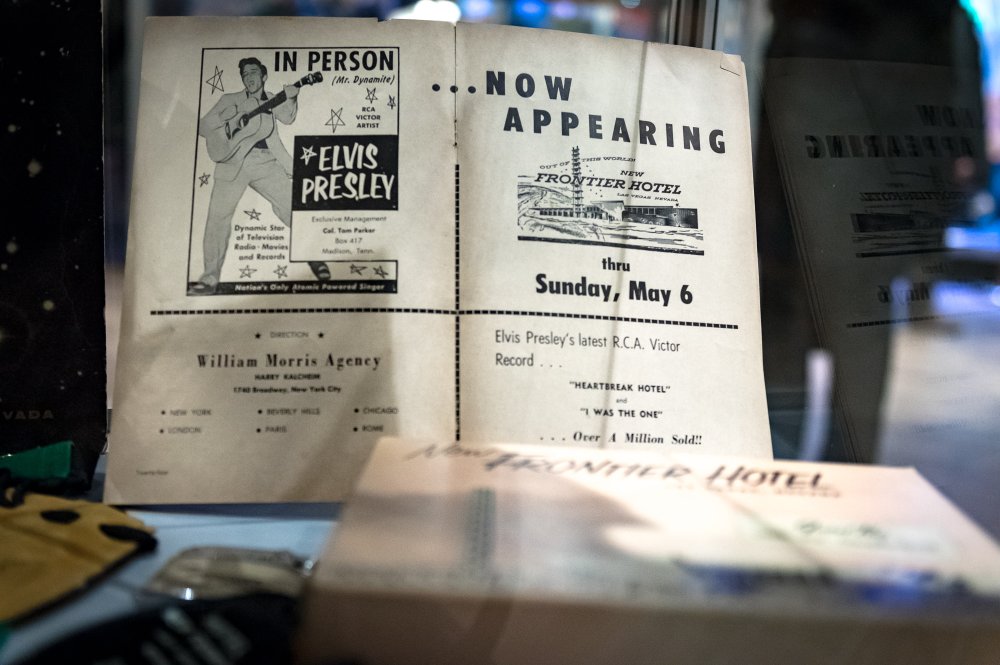 IN PERSON
(Mr. Dynamite)
RCA
VICTOR
ARTIST
ELVIS
PRESLEY
Exclusive Management
Col. Tom Parker
Box 417
Madison, Tenn.
Dynamic Star
of Television
Radio - Movies
and Records
Nation's Only Atomic Powered Singer
DIRECTION
William Morris Agency
HARRY KALCHEIM
1740 Broadway, New York City
• NEW YORK • BEVERLY HILLS • CHICAGO
• LONDON • PARIS • ROME
Twenty-four
...NOW
APPEARING
OUT OF THIS WORLD!
NEW
FRONTIER HOTEL
LAS VEGAS NEVADA
thru
Sunday, May 6
Elvis Presley's latest R.C.A. Victor
Record . . .
"HEARTBREAK HOTEL"
and
"I WAS THE ONE"
. . . Over A Million Sold!!
New FRONTIER HOTEL
VADA